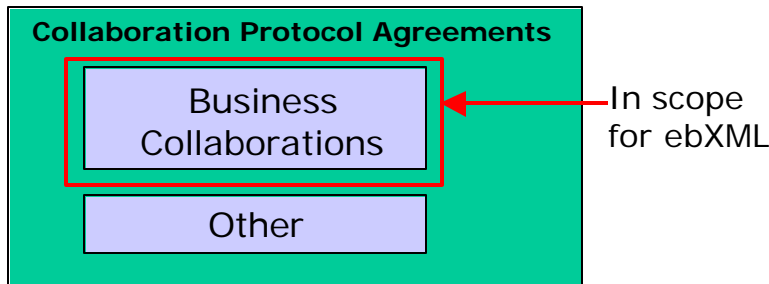 Collaboration Protocol Agreements
Business
Collaborations
In scope
for ebXML
Other